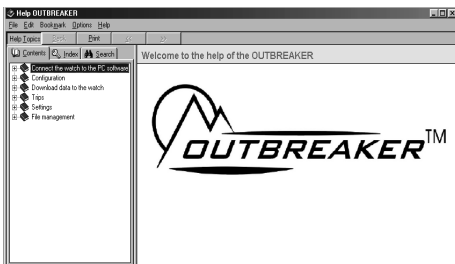 Help OUTBREAKER
File Edit Bookmark Options Help
Help Topics Back Print << >>
Contents Index Search
Welcome to the help of the OUTBREAKER
Connect the watch to the PC software
Configuration
Download data to the watch
Trips
Settings
File management
OUTBREAKER™